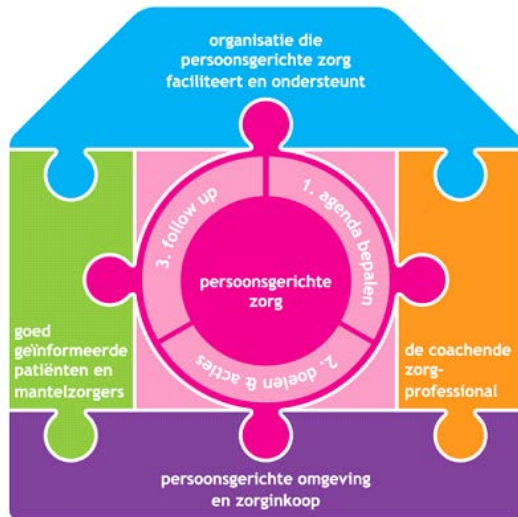 organisatie die
persoonsgerichte zorg
faciliteert en ondersteunt
3. follow up
1. agenda bepalen
persoonsgerichte
zorg
2. doelen & acties
goed
geïnformeerde
patiënten en
mantelzorgers
de coachende
zorg-
professional
persoonsgerichte omgeving
en zorginkoop